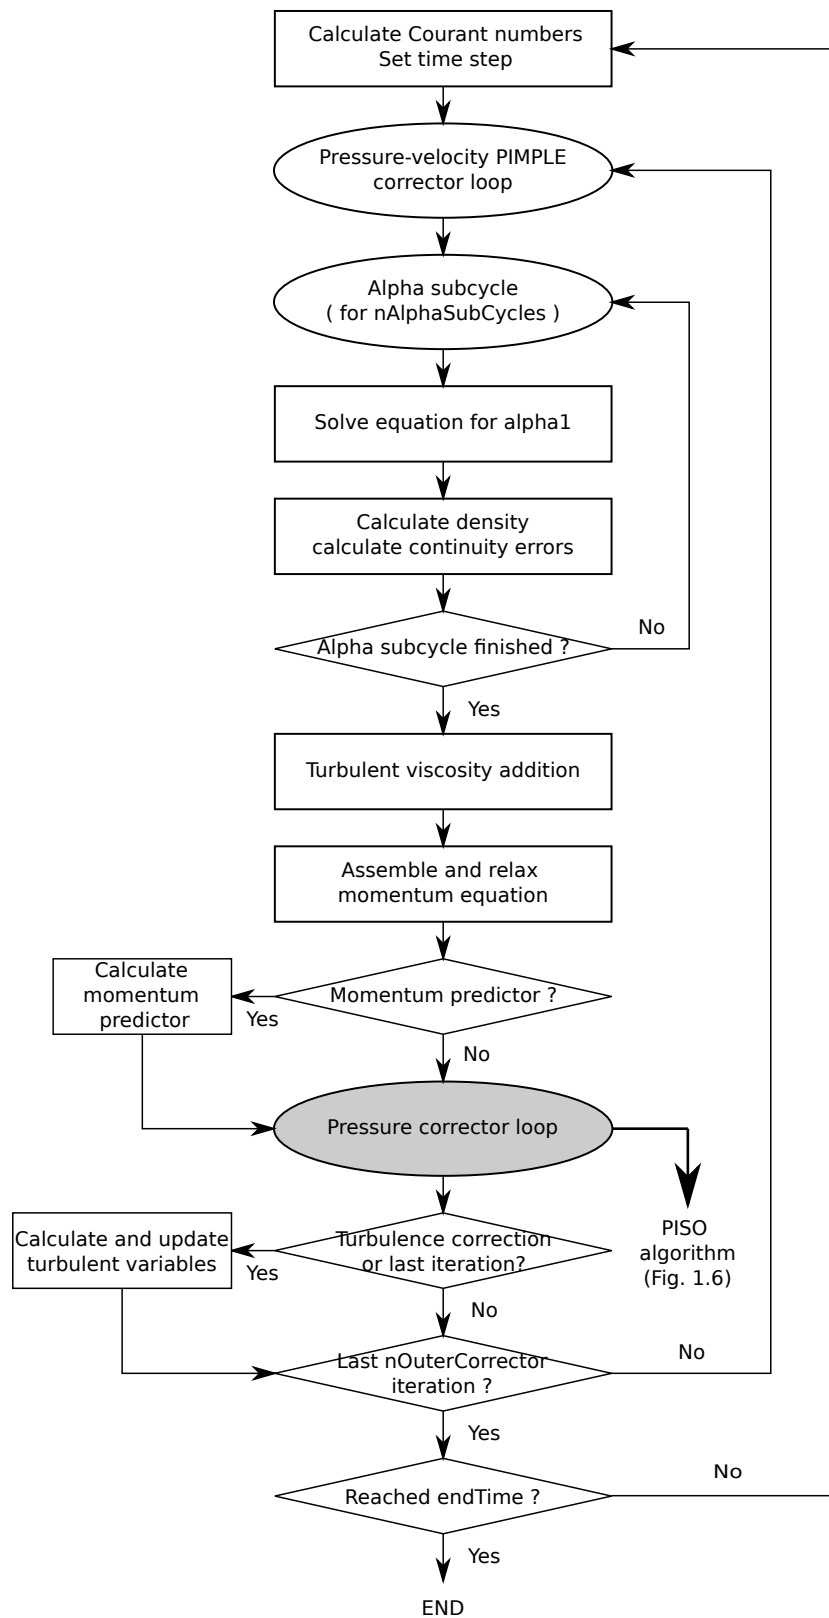 Calculate Courant numbers
Set time step
Pressure-velocity PIMPLE
corrector loop
Alpha subcycle
( for nAlphaSubCycles )
Solve equation for alpha1
Calculate density
calculate continuity errors
Alpha subcycle finished ?
No
Yes
Turbulent viscosity addition
Assemble and relax
momentum equation
Momentum predictor ?
Yes
Calculate
momentum
predictor
No
Pressure corrector loop
PISO
algorithm
(Fig. 1.6)
Turbulence correction
or last iteration?
Yes
Calculate and update
turbulent variables
No
Last nOuterCorrector
iteration ?
No
Yes
Reached endTime ?
No
Yes
END